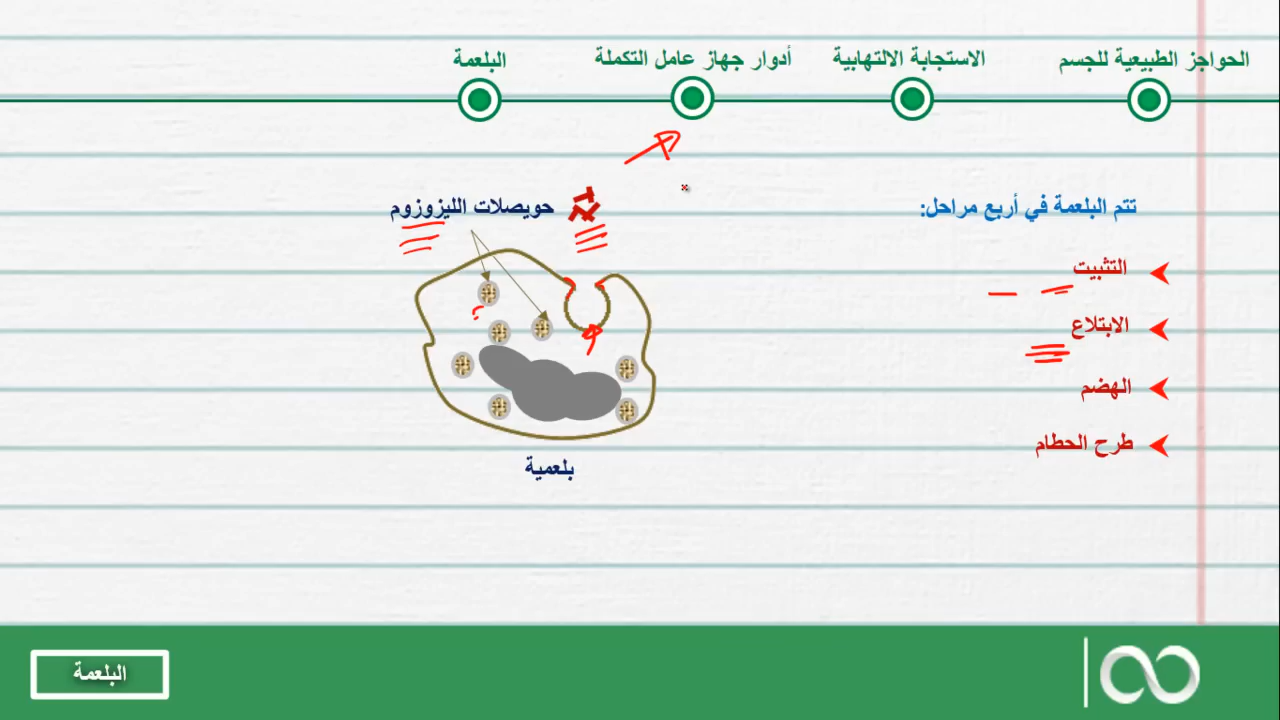 الحواجز الطبيعية للجسم
الاستجابة الالتهابية
أدوار جهاز عامل التكملة
البلعمة
تتم البلعمة في أربع مراحل:
التثبيت
الابتلاع
الهضم
طرح الحطام
حويصلات الليزوزوم
بلعمية
البلعمة